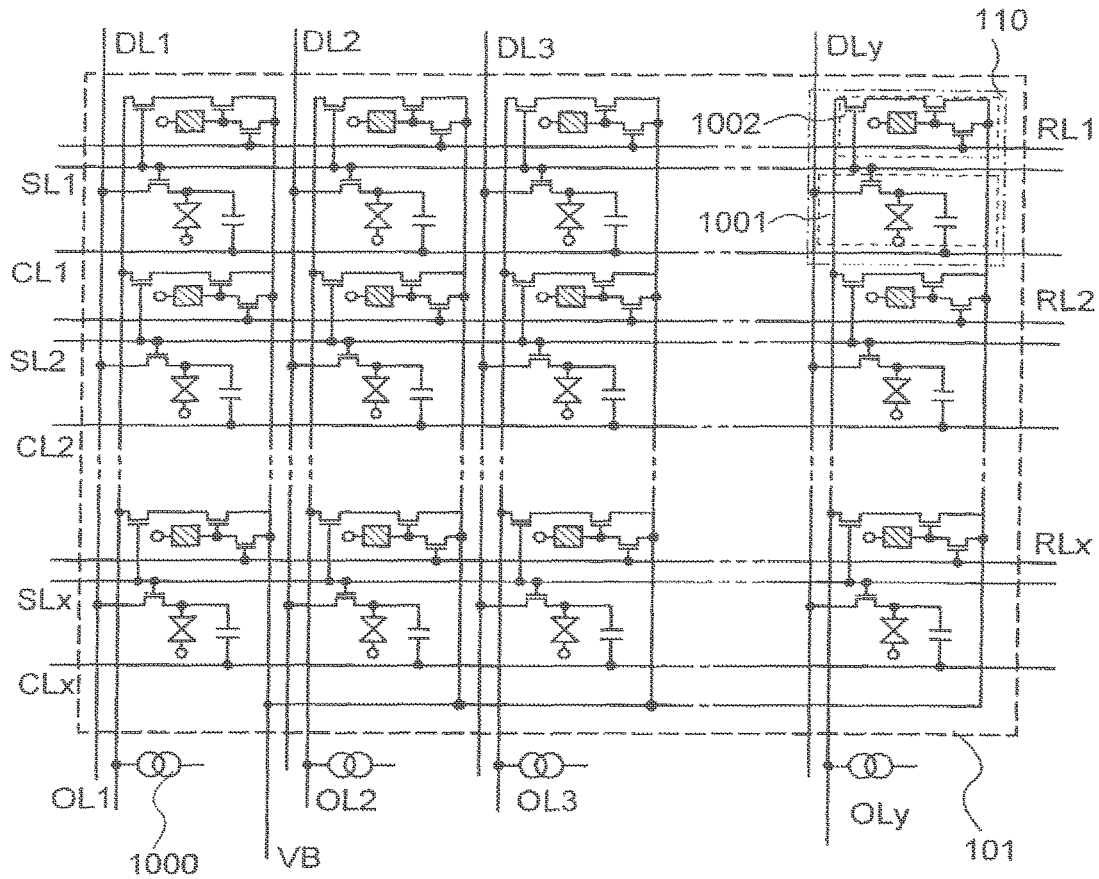 DL1 DL2 DL3 DLy 110
1002 RL1
SL1
1001
CL1 RL2
SL2
CL2
RLx
SLx
CLx
OL1 OL2 OL3 OLy
1000 VB 101